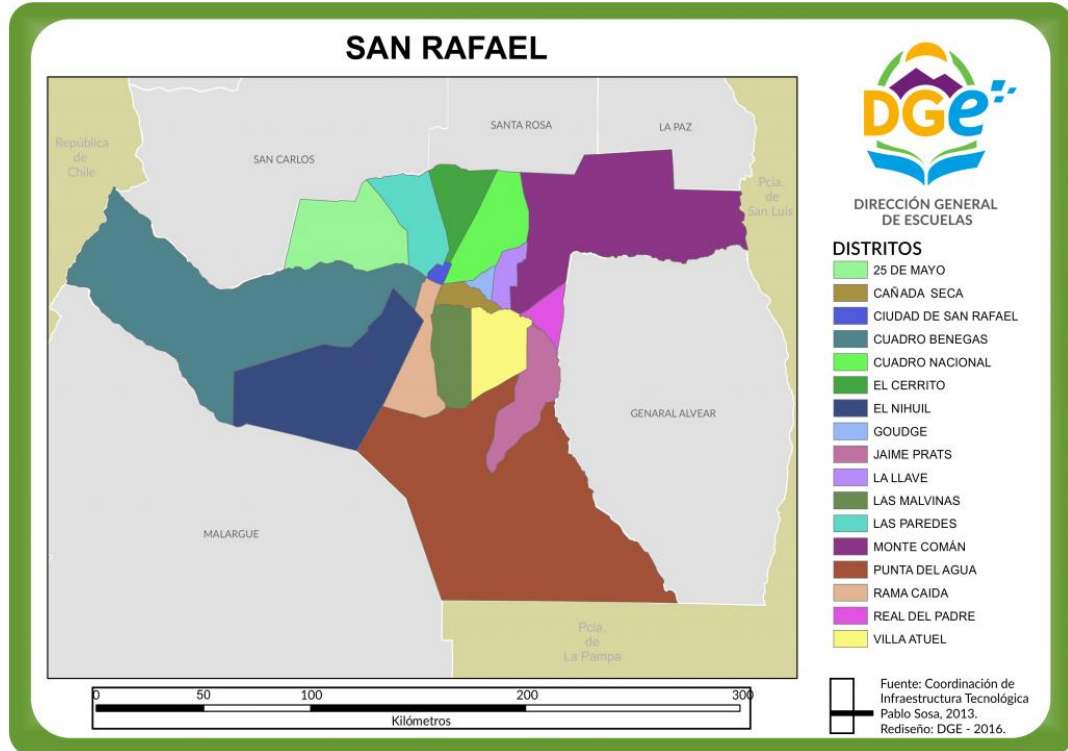 SAN RAFAEL
República
de
Chile
SAN CARLOS
SANTA ROSA
LA PAZ
Pcia.
de
San Luis
GENARAL ALVEAR
MALARGUE
Pcia,
de
La Pampa
0 50 100 200 300
Kilómetros
DGe
DIRECCIÓN GENERAL
DE ESCUELAS
DISTRITOS
25 DE MAYO
CAÑADA SECA
CIUDAD DE SAN RAFAEL
CUADRO BENEGAS
CUADRO NACIONAL
EL CERRITO
EL NIHUIL
GOUDGE
JAIME PRATS
LA LLAVE
LAS MALVINAS
LAS PAREDES
MONTE COMÁN
PUNTA DEL AGUA
RAMA CAIDA
REAL DEL PADRE
VILLA ATUEL
Fuente: Coordinación de
Infraestructura Tecnológica
Pablo Sosa, 2013.
Rediseño: DGE - 2016.